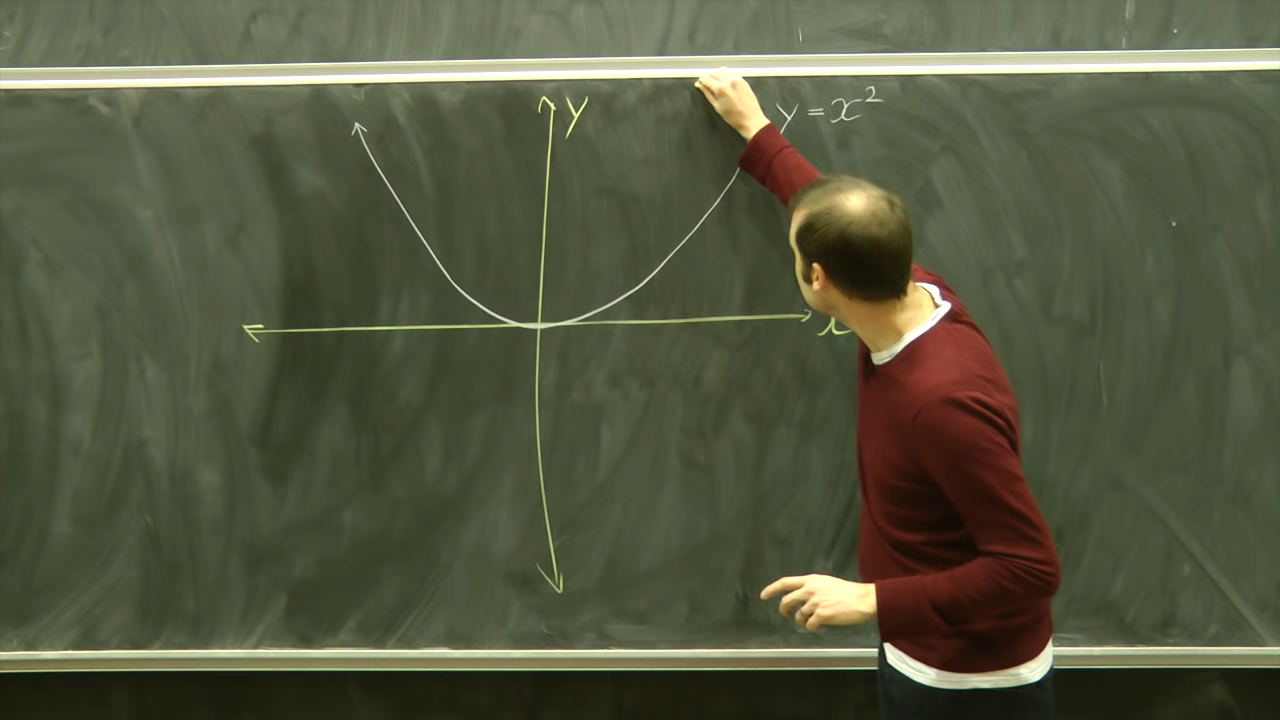 y
y = x²
x